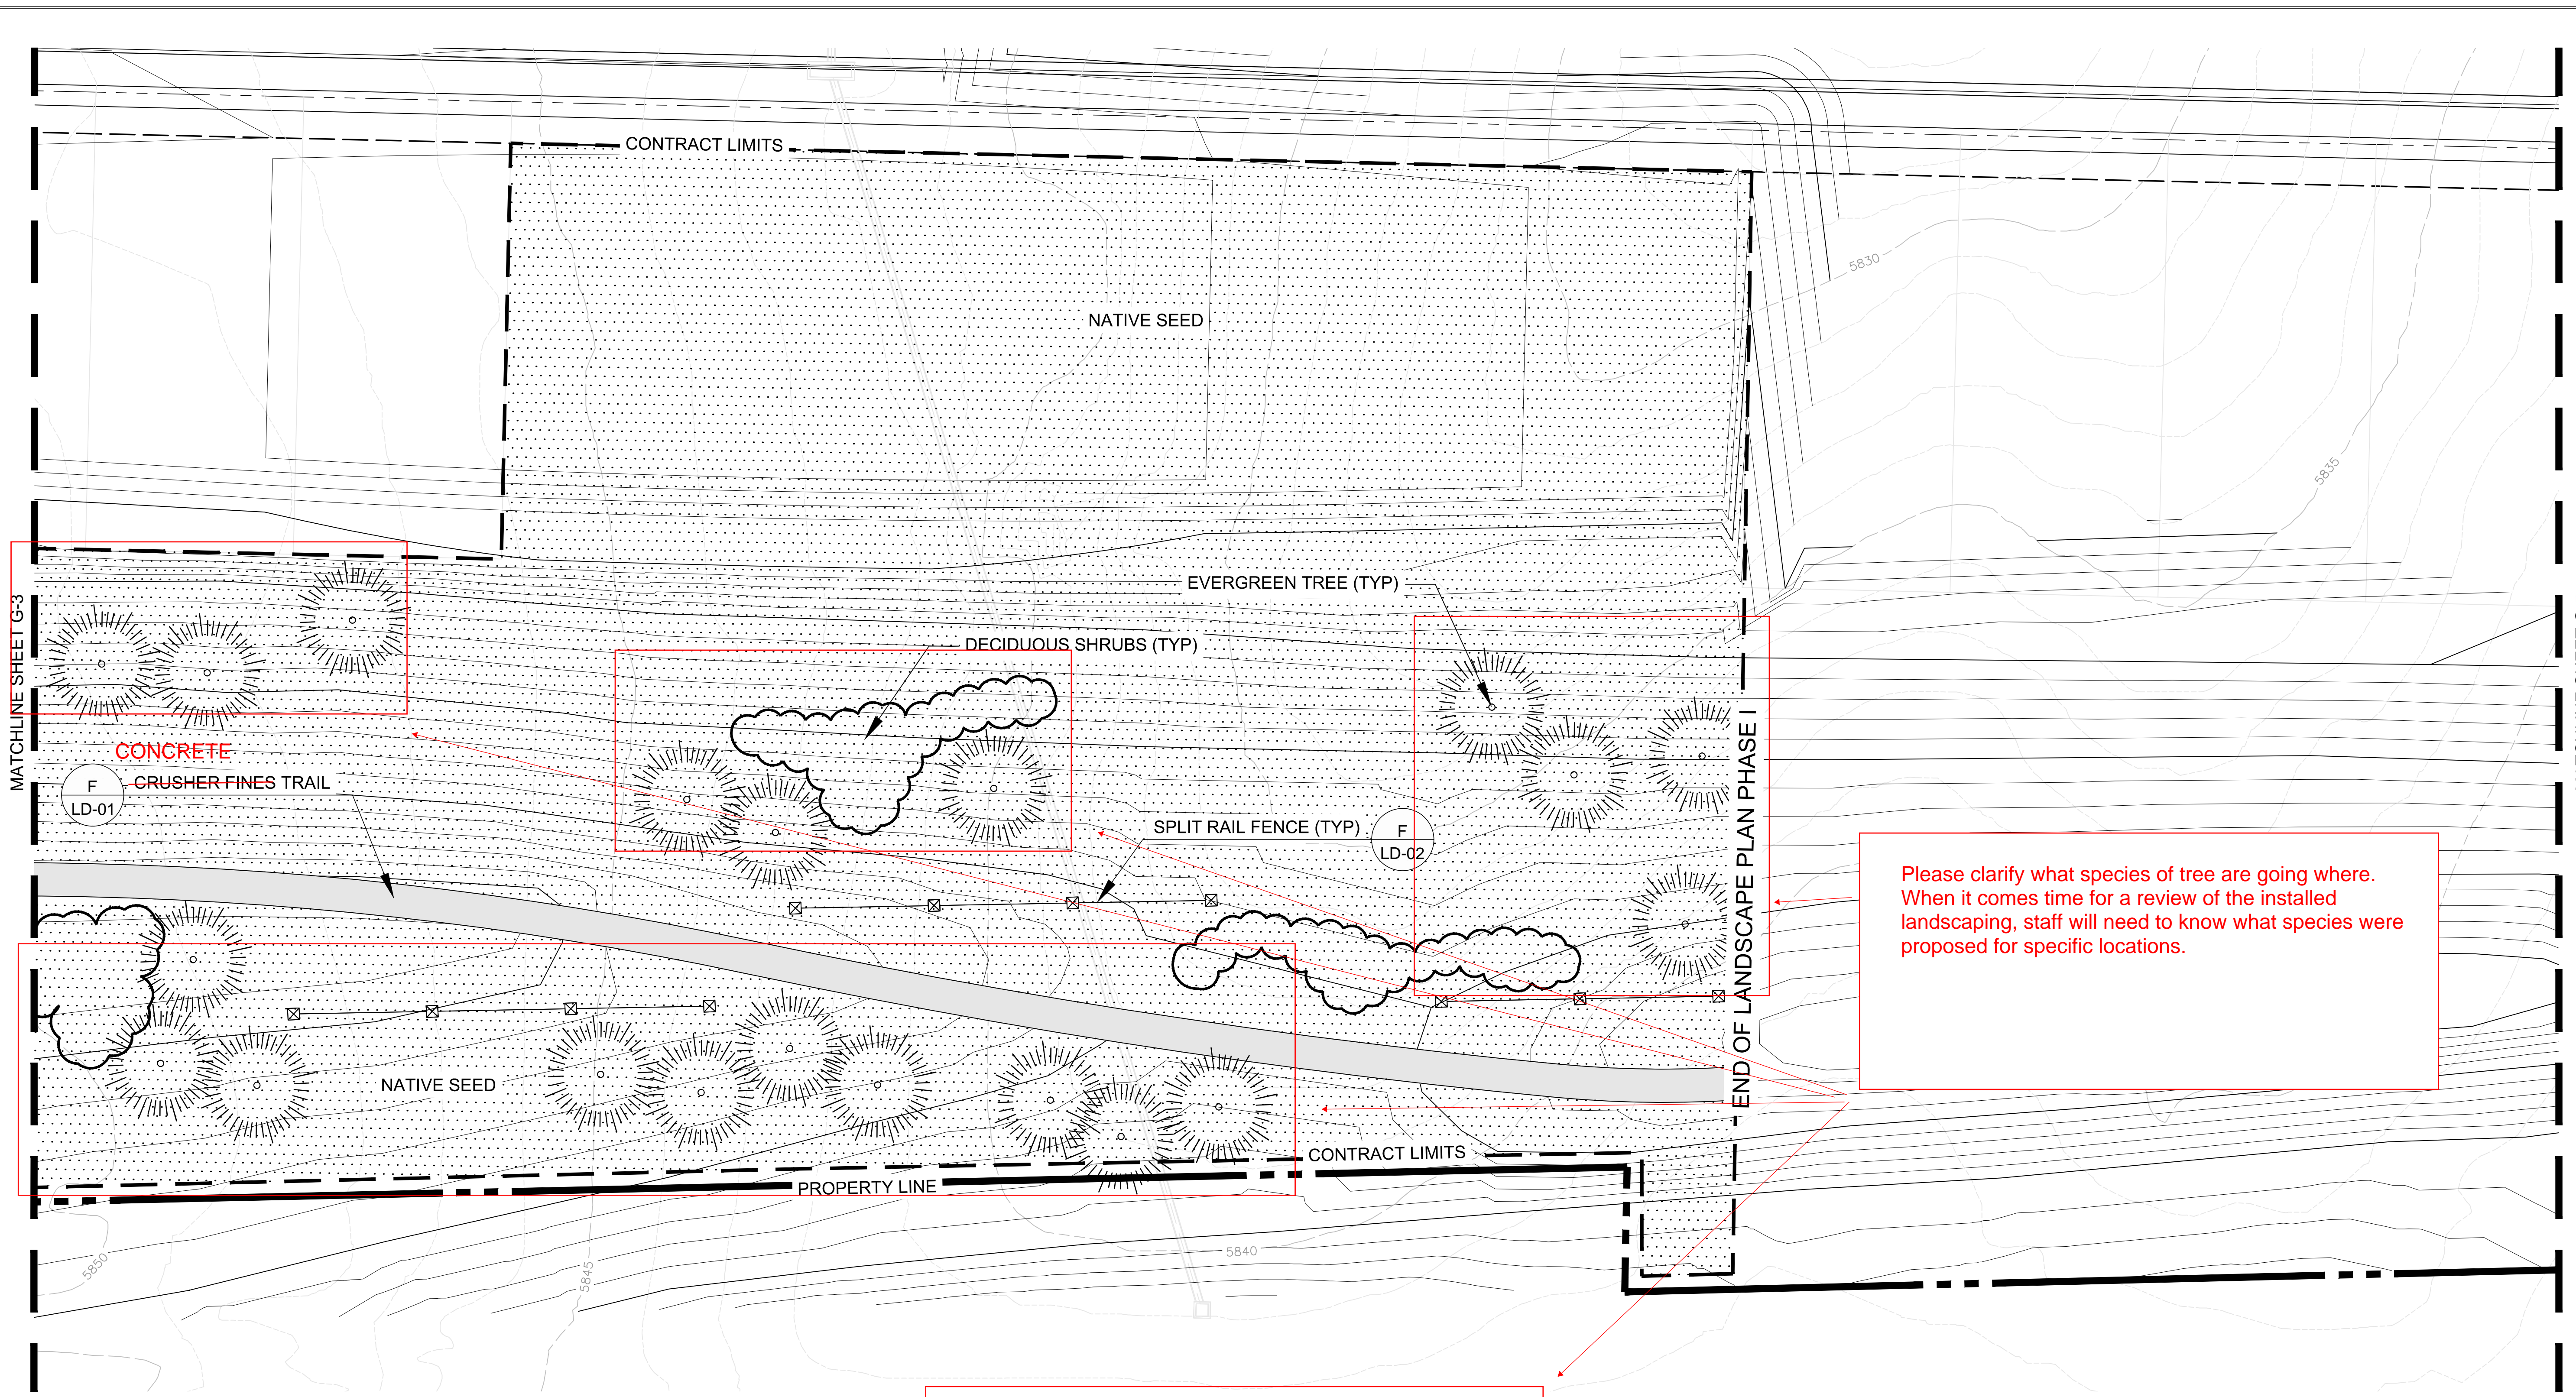 CONTRACT LIMITS
5830
NATIVE SEED
5835
EVERGREEN TREE (TYP)
MATCHLINE SHEET G-3
DECIDUOUS SHRUBS (TYP)
CONCRETE
F
LD-01
CRUSHER FINES TRAIL
SPLIT RAIL FENCE (TYP)
F
LD-02
END OF LANDSCAPE PLAN PHASE I
Please clarify what species of tree are going where.
When it comes time for a review of the installed
landscaping, staff will need to know what species were
proposed for specific locations.
NATIVE SEED
CONTRACT LIMITS
PROPERTY LINE
5850
5845
5840